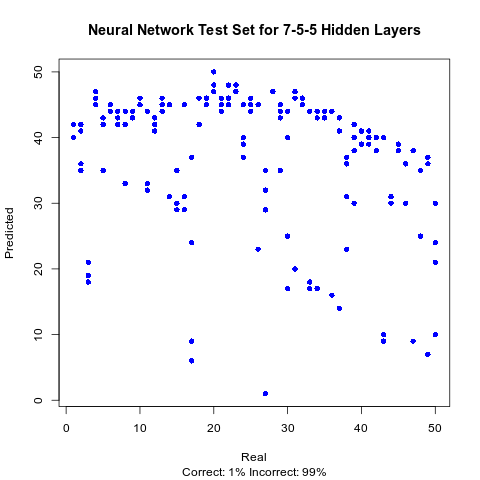 Neural Network Test Set for 7-5-5 Hidden Layers
50
40
30
20
10
0
Predicted
0 10 20 30 40 50
Real
Correct: 1% Incorrect: 99%